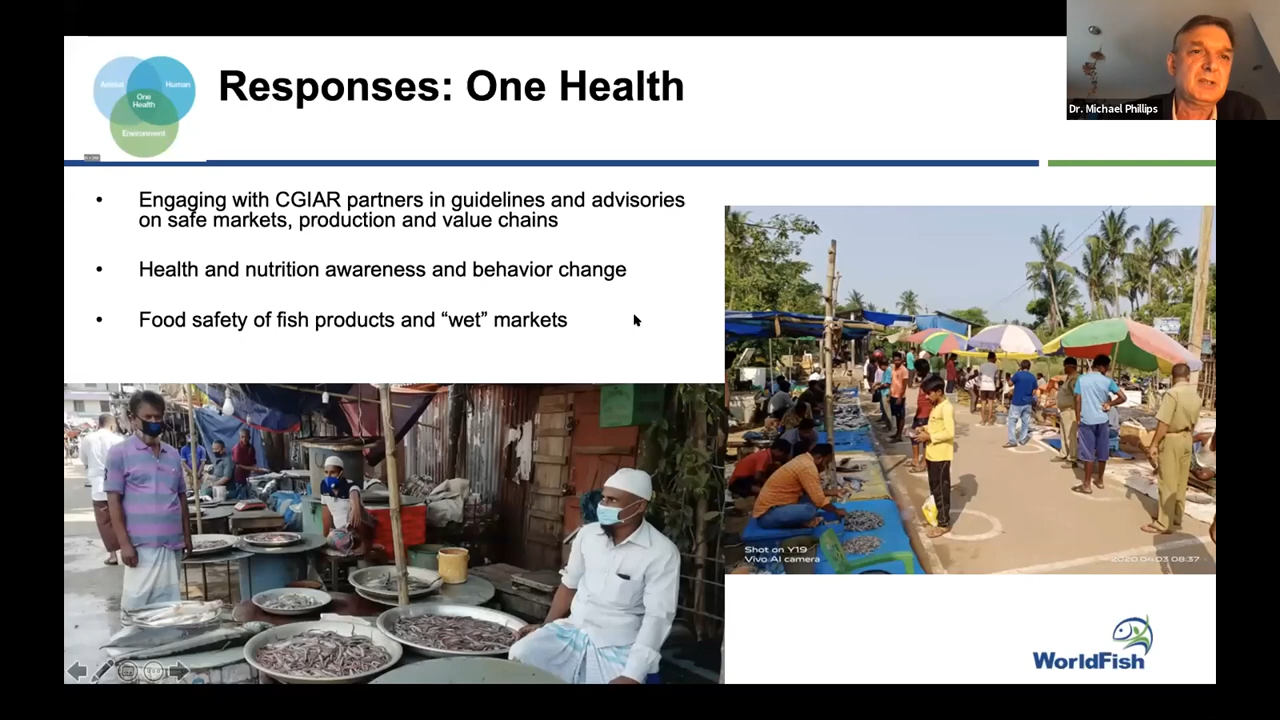 Responses: One Health
Animal
Human
One
Health
Environment
Dr. Michael Phillips
• Engaging with CGIAR partners in guidelines and advisories
on safe markets, production and value chains
• Health and nutrition awareness and behavior change
• Food safety of fish products and “wet” markets
Shot on Y19
Vivo AI camera
2020.04.03 08:37
WorldFish